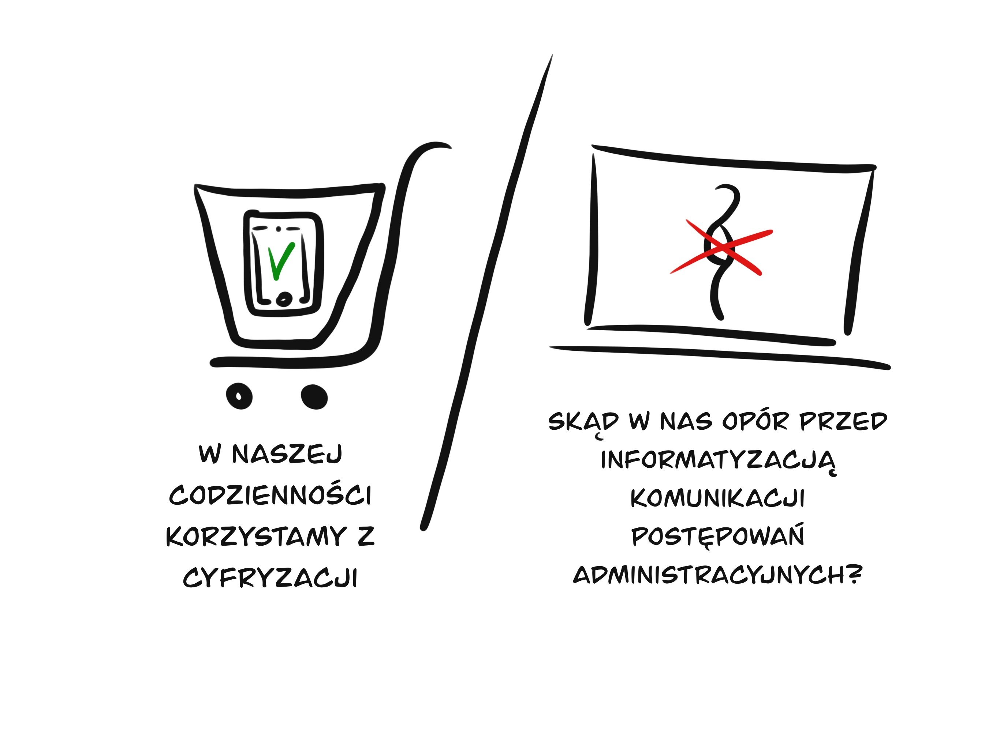 W NASZEJ
CODZIENNOŚCI
KORZYSTAMY Z
CYFRYZACJI
SKĄD W NAS OPÓR PRZED
INFORMATYZACJĄ
KOMUNIKACJI
POSTĘPOWAŃ
ADMINISTRACYJNYCH?
§